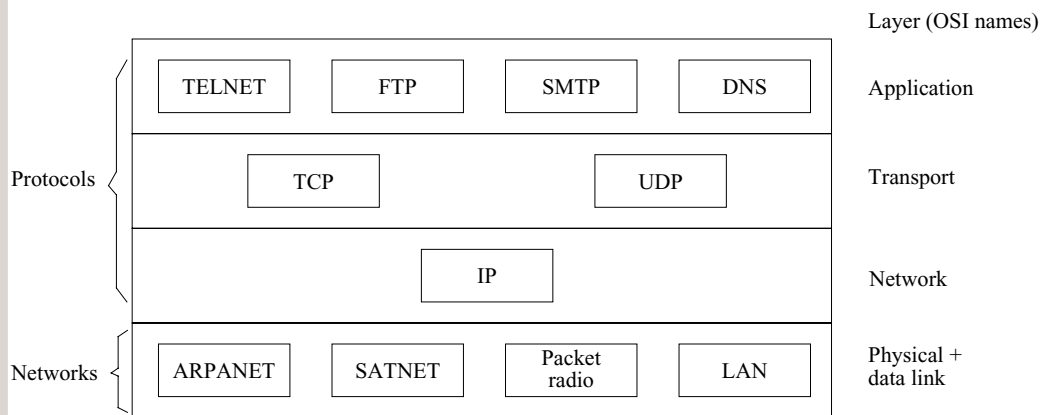 Layer (OSI names)
TELNET FTP SMTP DNS Application
Protocols TCP UDP Transport
IP Network
Networks ARPANET SATNET Packet radio LAN Physical + data link